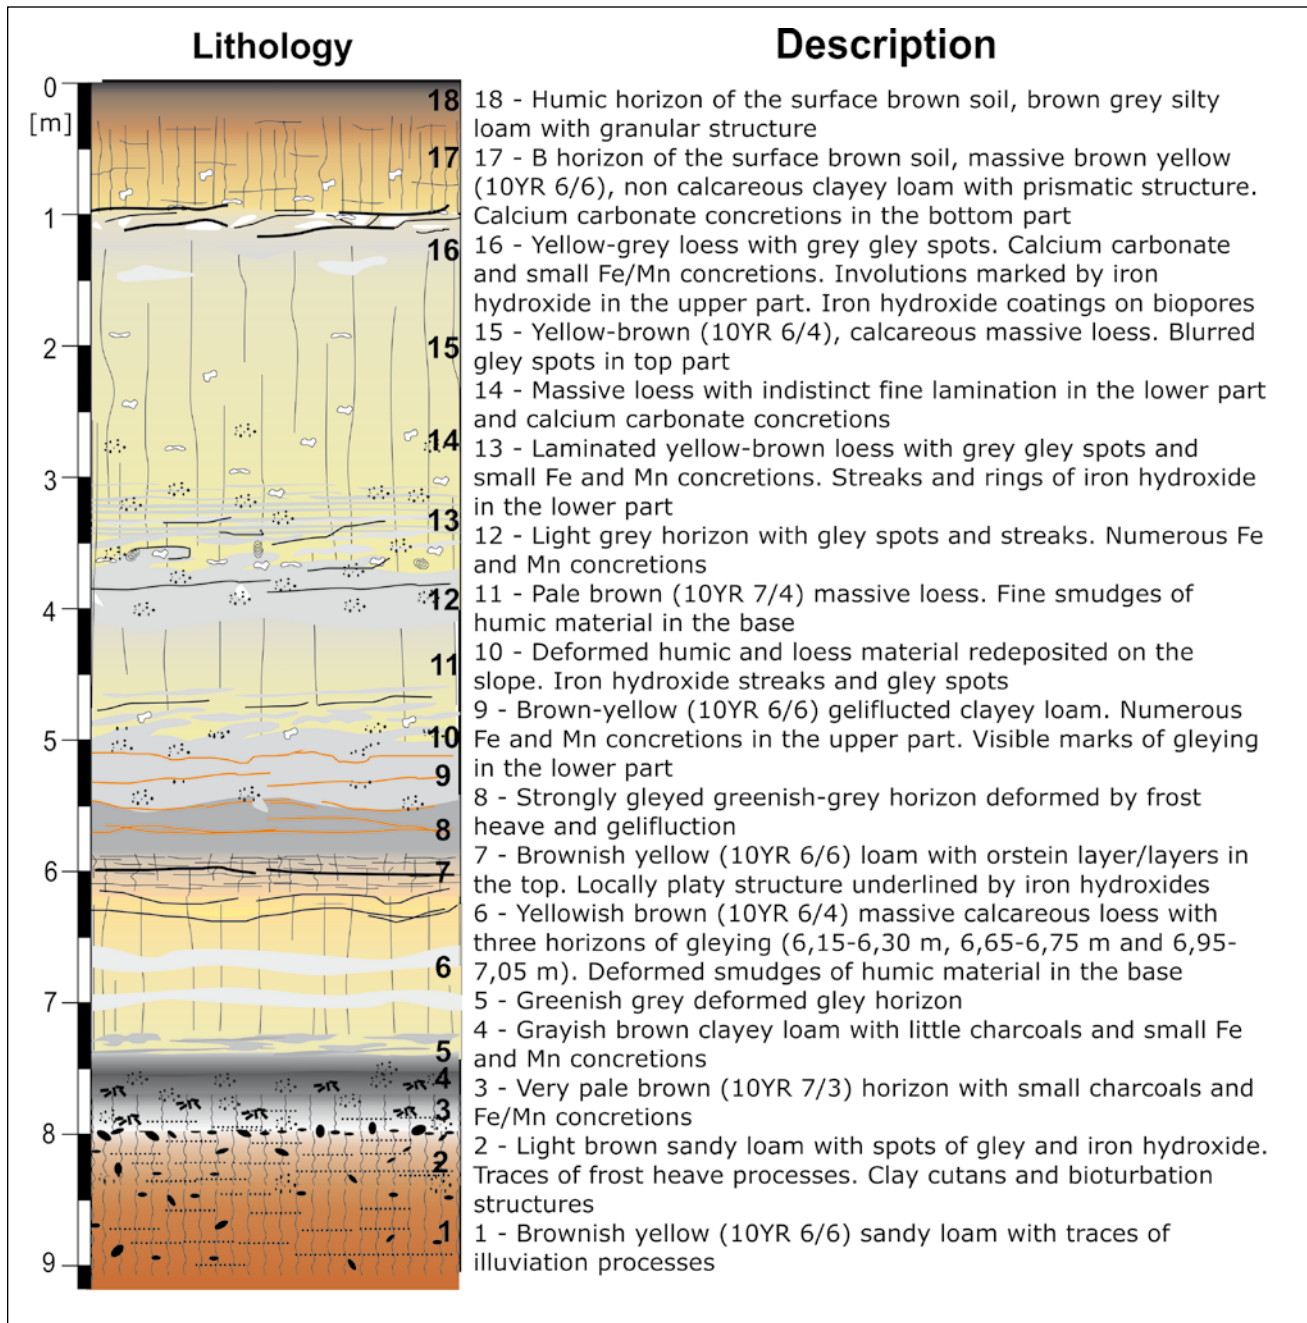 Lithology
Description
0
[m]
1
2
3
4
5
6
7
8
9
18
17
16
15
14
13
12
11
10
9
8
7
6
5
4
3
2
1
18 - Humic horizon of the surface brown soil, brown grey silty
loam with granular structure
17 - B horizon of the surface brown soil, massive brown yellow
(10YR 6/6), non calcareous clayey loam with prismatic structure.
Calcium carbonate concretions in the bottom part
16 - Yellow-grey loess with grey gley spots. Calcium carbonate
and small Fe/Mn concretions. Involutions marked by iron
hydroxide in the upper part. Iron hydroxide coatings on biopores
15 - Yellow-brown (10YR 6/4), calcareous massive loess. Blurred
gley spots in top part
14 - Massive loess with indistinct fine lamination in the lower part
and calcium carbonate concretions
13 - Laminated yellow-brown loess with grey gley spots and
small Fe and Mn concretions. Streaks and rings of iron hydroxide
in the lower part
12 - Light grey horizon with gley spots and streaks. Numerous Fe
and Mn concretions
11 - Pale brown (10YR 7/4) massive loess. Fine smudges of
humic material in the base
10 - Deformed humic and loess material redeposited on the
slope. Iron hydroxide streaks and gley spots
9 - Brown-yellow (10YR 6/6) geliflucted clayey loam. Numerous
Fe and Mn concretions in the upper part. Visible marks of gleying
in the lower part
8 - Strongly gleyed greenish-grey horizon deformed by frost
heave and gelifluction
7 - Brownish yellow (10YR 6/6) loam with orstein layer/layers in
the top. Locally platy structure underlined by iron hydroxides
6 - Yellowish brown (10YR 6/4) massive calcareous loess with
three horizons of gleying (6,15-6,30 m, 6,65-6,75 m and 6,95-
7,05 m). Deformed smudges of humic material in the base
5 - Greenish grey deformed gley horizon
4 - Grayish brown clayey loam with little charcoals and small Fe
and Mn concretions
3 - Very pale brown (10YR 7/3) horizon with small charcoals and
Fe/Mn concretions
2 - Light brown sandy loam with spots of gley and iron hydroxide.
Traces of frost heave processes. Clay cutans and bioturbation
structures
1 - Brownish yellow (10YR 6/6) sandy loam with traces of
illuviation processes